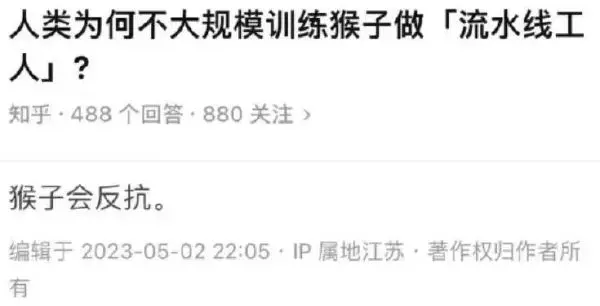 人类为何不大规模训练猴子做「流水线工
人」?
知乎 · 488 个回答 · 880 关注 >
猴子会反抗。
编辑于 2023-05-02 22:05 · IP 属地江苏 · 著作权归作者所
有